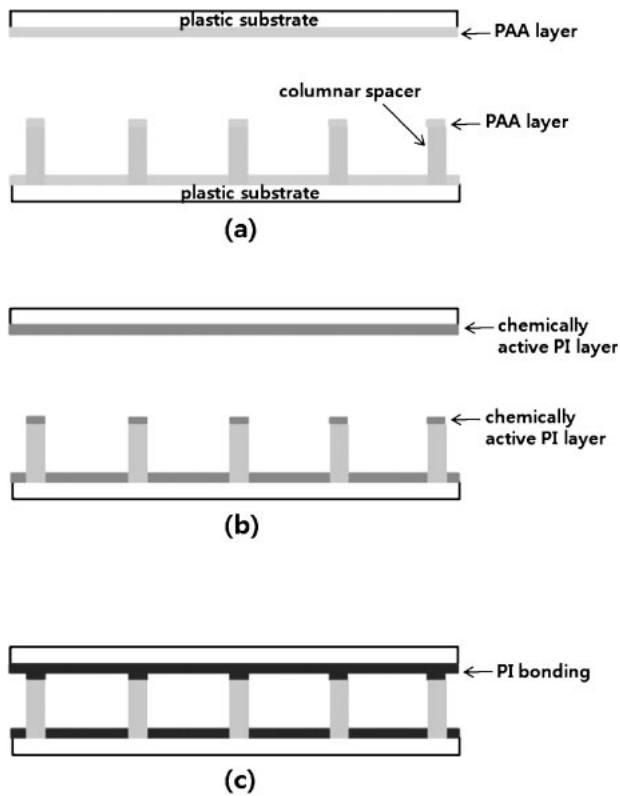 plastic substrate
PAA layer
columnar spacer
PAA layer
plastic substrate
(a)
chemically
active PI layer
chemically
active PI layer
(b)
PI bonding
(c)